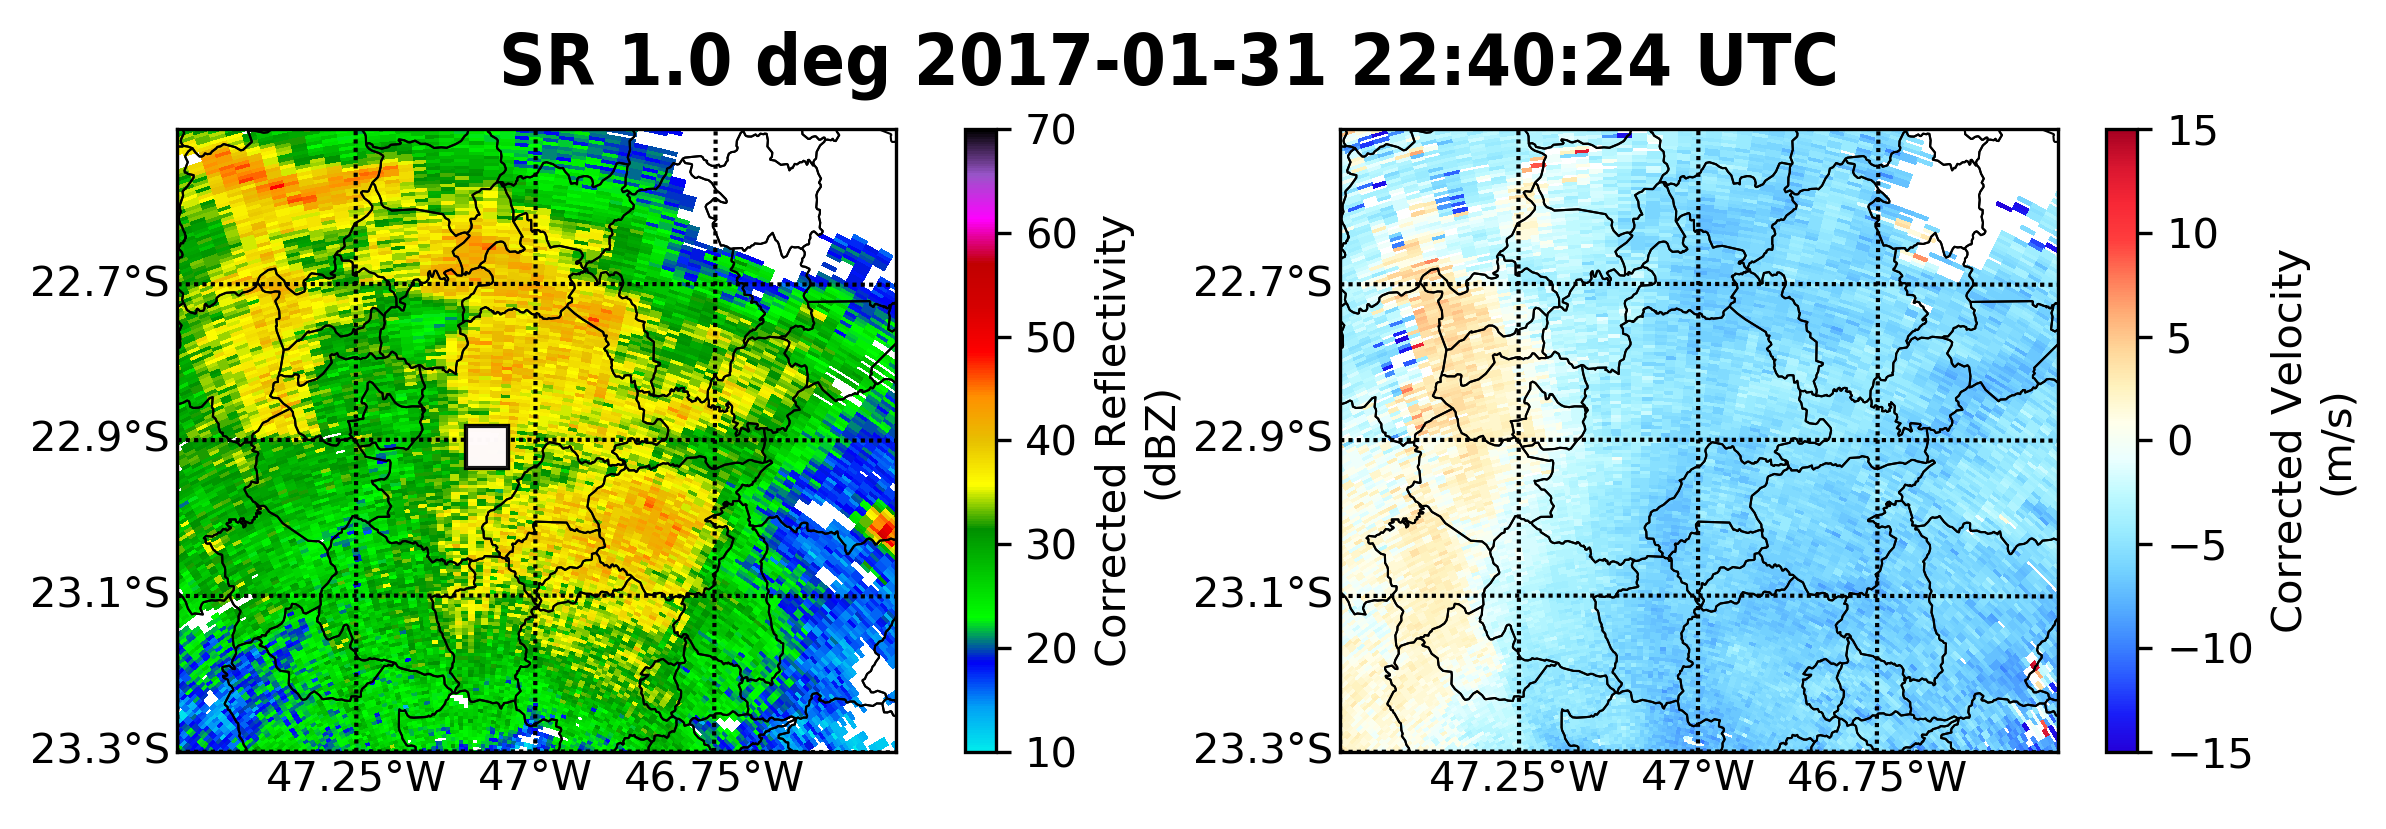 SR 1.0 deg 2017-01-31 22:40:24 UTC
22.7°S
22.9°S
23.1°S
23.3°S
47.25°W 47°W 46.75°W
70
60
50
40
30
20
10
Corrected Reflectivity
(dBZ)
22.7°S
22.9°S
23.1°S
23.3°S
47.25°W 47°W 46.75°W
15
10
5
0
−5
−10
−15
Corrected Velocity
(m/s)